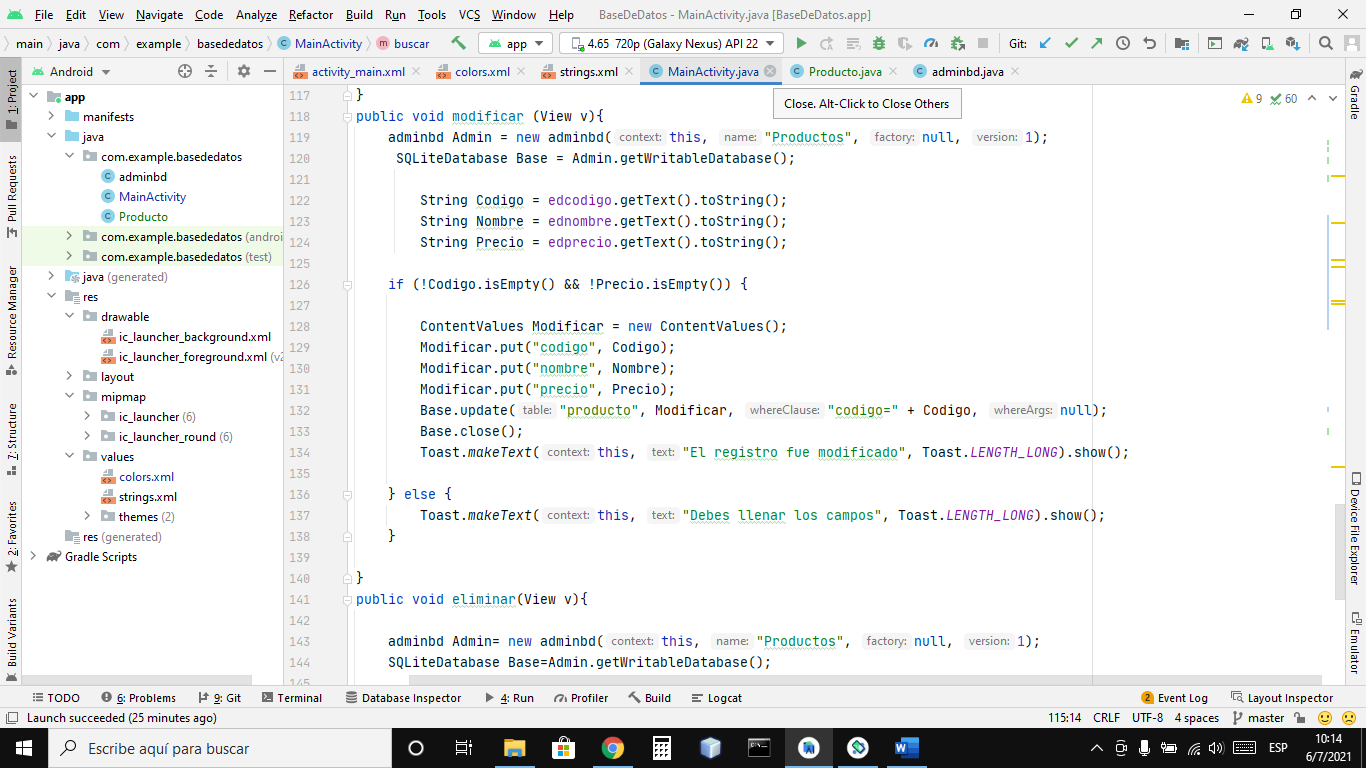 File Edit View Navigate Code Analyze Refactor Build Run Tools VCS Window Help BaseDeDatos - MainActivity.java [BaseDeDatos.app]
main java com example basededatos MainActivity buscar app 4.65 720p (Galaxy Nexus) API 22 Git:
Android activity_main.xml colors.xml strings.xml MainActivity.java Producto.java adminbd.java
Close. Alt-Click to Close Others
9 60
1: Project
Pull Requests
Resource Manager
7: Structure
2: Favorites
Build Variants
app
manifests
java
com.example.basededatos
adminbd
MainActivity
Producto
com.example.basededatos (androi
com.example.basededatos (test)
java (generated)
res
drawable
ic_launcher_background.xml
ic_launcher_foreground.xml (v2
layout
mipmap
ic_launcher (6)
ic_launcher_round (6)
values
colors.xml
strings.xml
themes (2)
res (generated)
Gradle Scripts
117 }
118 public void modificar (View v){
119 adminbd Admin = new adminbd( context: this, name: "Productos", factory: null, version: 1);
120 SQLiteDatabase Base = Admin.getWritableDatabase();
121
122 String Codigo = edcodigo.getText().toString();
123 String Nombre = ednombre.getText().toString();
124 String Precio = edprecio.getText().toString();
125
126 if (!Codigo.isEmpty() && !Precio.isEmpty()) {
127
128 ContentValues Modificar = new ContentValues();
129 Modificar.put("codigo", Codigo);
130 Modificar.put("nombre", Nombre);
131 Modificar.put("precio", Precio);
132 Base.update( table: "producto", Modificar, whereClause: "codigo=" + Codigo, whereArgs: null);
133 Base.close();
134 Toast.makeText( context: this, text: "El registro fue modificado", Toast.LENGTH_LONG).show();
135
136 } else {
137 Toast.makeText( context: this, text: "Debes llenar los campos", Toast.LENGTH_LONG).show();
138 }
139
140 }
141 public void eliminar(View v){
142
143 adminbd Admin= new adminbd( context: this, name: "Productos", factory: null, version: 1);
144 SQLiteDatabase Base=Admin.getWritableDatabase();
145
Gradle
Device File Explorer
Emulator
TODO 6: Problems 9: Git Terminal Database Inspector 4: Run Profiler Build Logcat 2 Event Log Layout Inspector
Launch succeeded (25 minutes ago) 115:14 CRLF UTF-8 4 spaces master
Escribe aquí para buscar ESP 10:14
6/7/2021